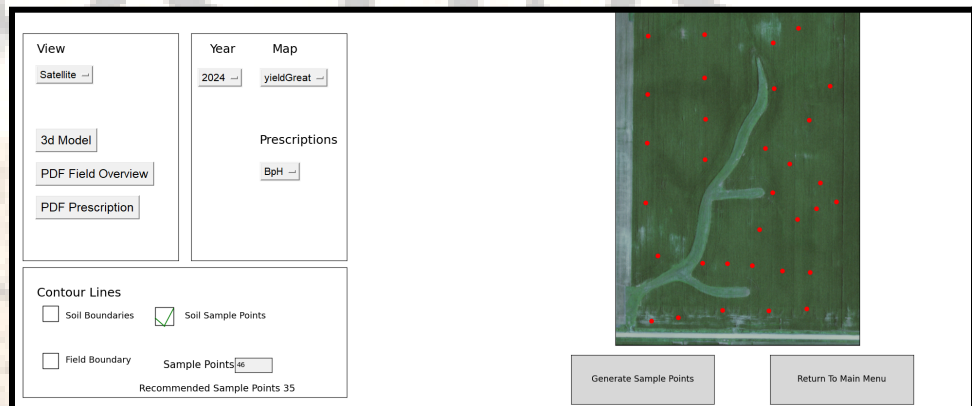 View
Satellite
3d Model
PDF Field Overview
PDF Prescription
Year
Map
2024
yieldGreat
Prescriptions
BpH
Contour Lines
Soil Boundaries
Soil Sample Points
Field Boundary
Sample Points 46
Recommended Sample Points 35
Generate Sample Points
Return To Main Menu